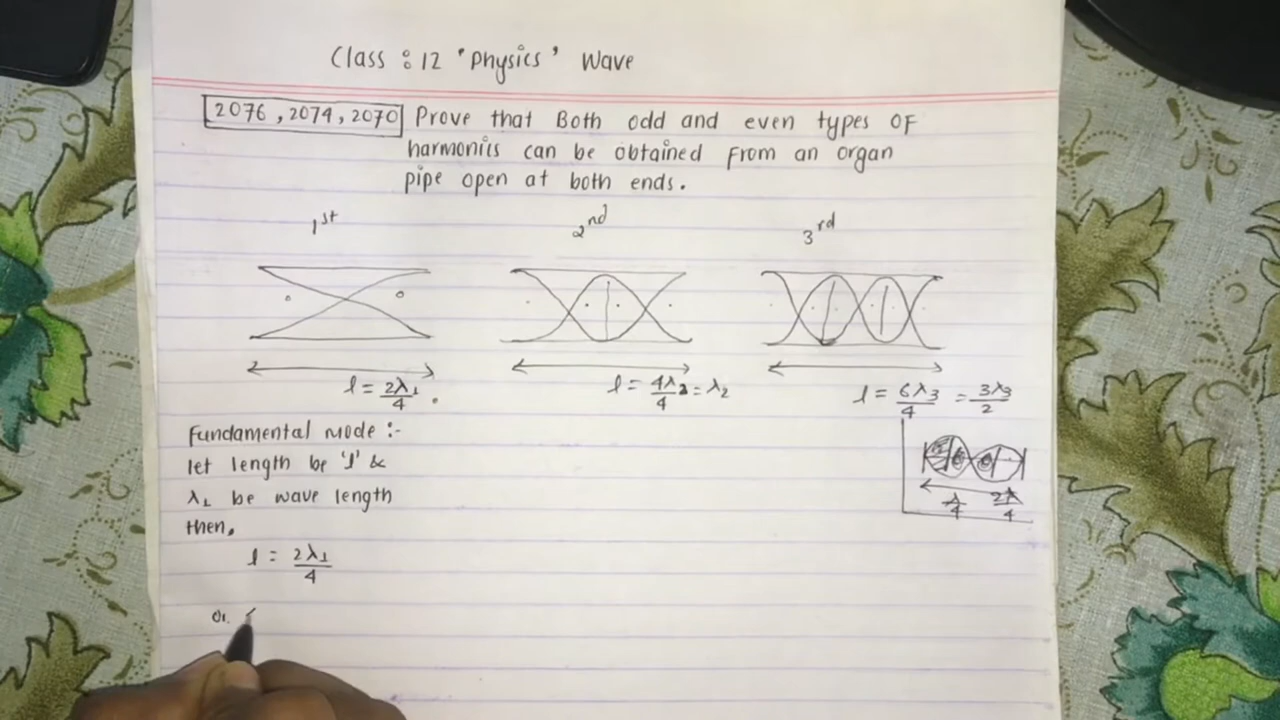 Class : 12 'Physics' Wave
2076, 2074, 2070 Prove that Both odd and even types of
harmonics can be obtained from an organ
pipe open at both ends.
1st 2nd 3rd
l = 2λ1/4 . l = 4λ2/4 = λ2 l = 6λ3/4 = 3λ3/2
Fundamental Mode :-
let length be 'l' &
λ1 be wave length
then,
l = 2λ1/4
or,
λ/4 2λ/4